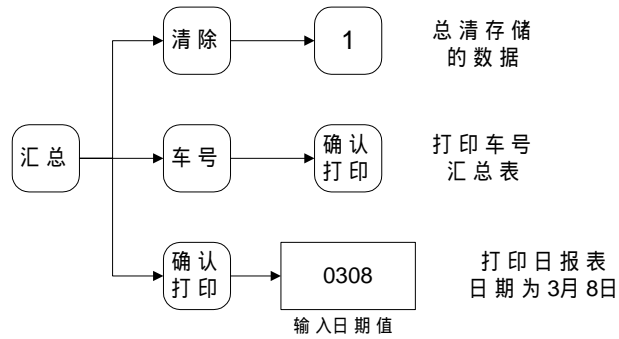 清除
1
总清存储
的数据
汇总
车号
确认
打印
打印车号
汇总表
确认
打印
0308
打印日报表
日期为3月8日
输入日期值